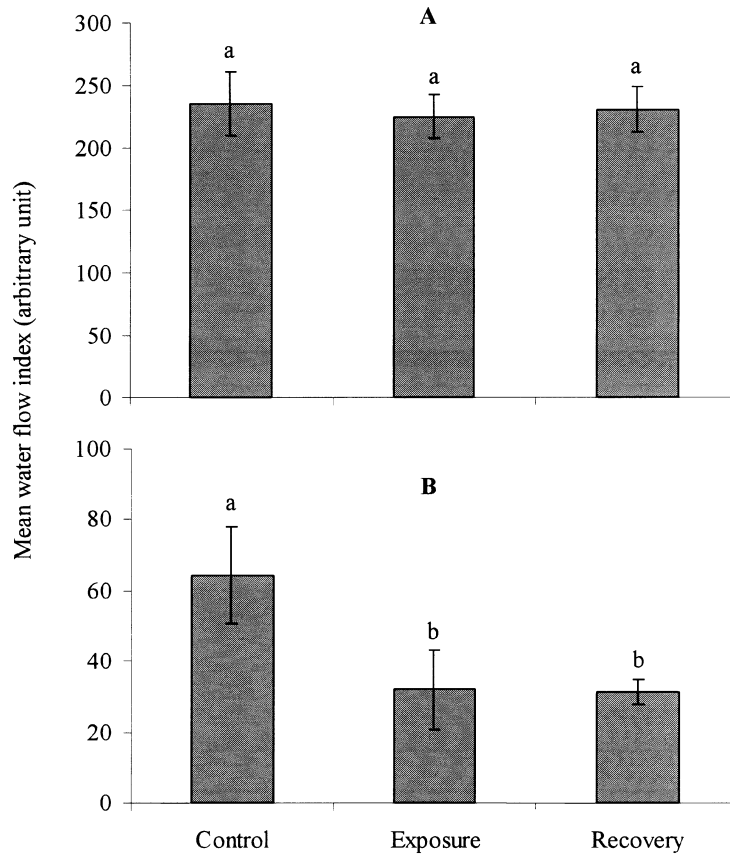 Mean water flow index (arbitrary unit)
A
300
250
200
150
100
50
0
a
a
a
B
100
80
60
40
20
0
a
b
b
Control
Exposure
Recovery